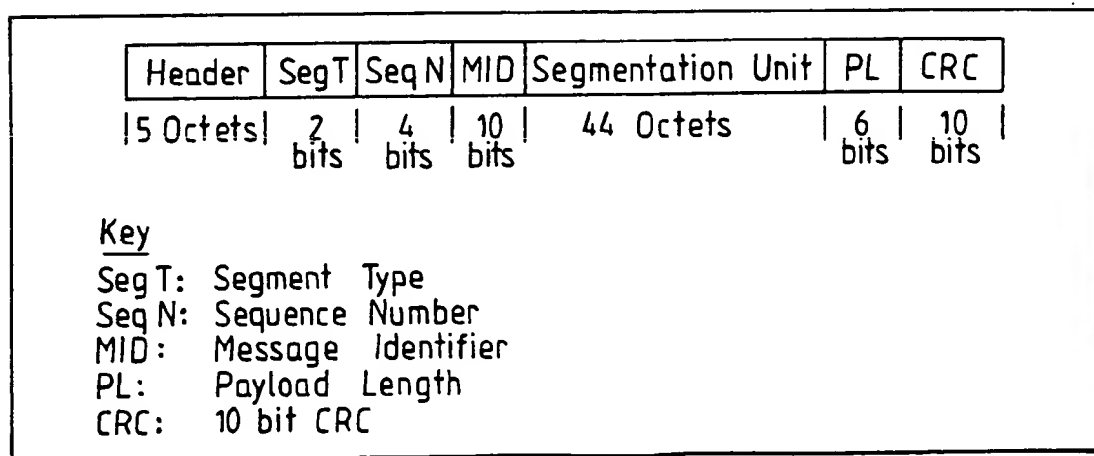 Header SegT Seq N MID Segmentation Unit PL CRC
5 Octets 2 bits 4 bits 10 bits 44 Octets 6 bits 10 bits
Key
Seg T: Segment Type
Seq N: Sequence Number
MID: Message Identifier
PL: Payload Length
CRC: 10 bit CRC